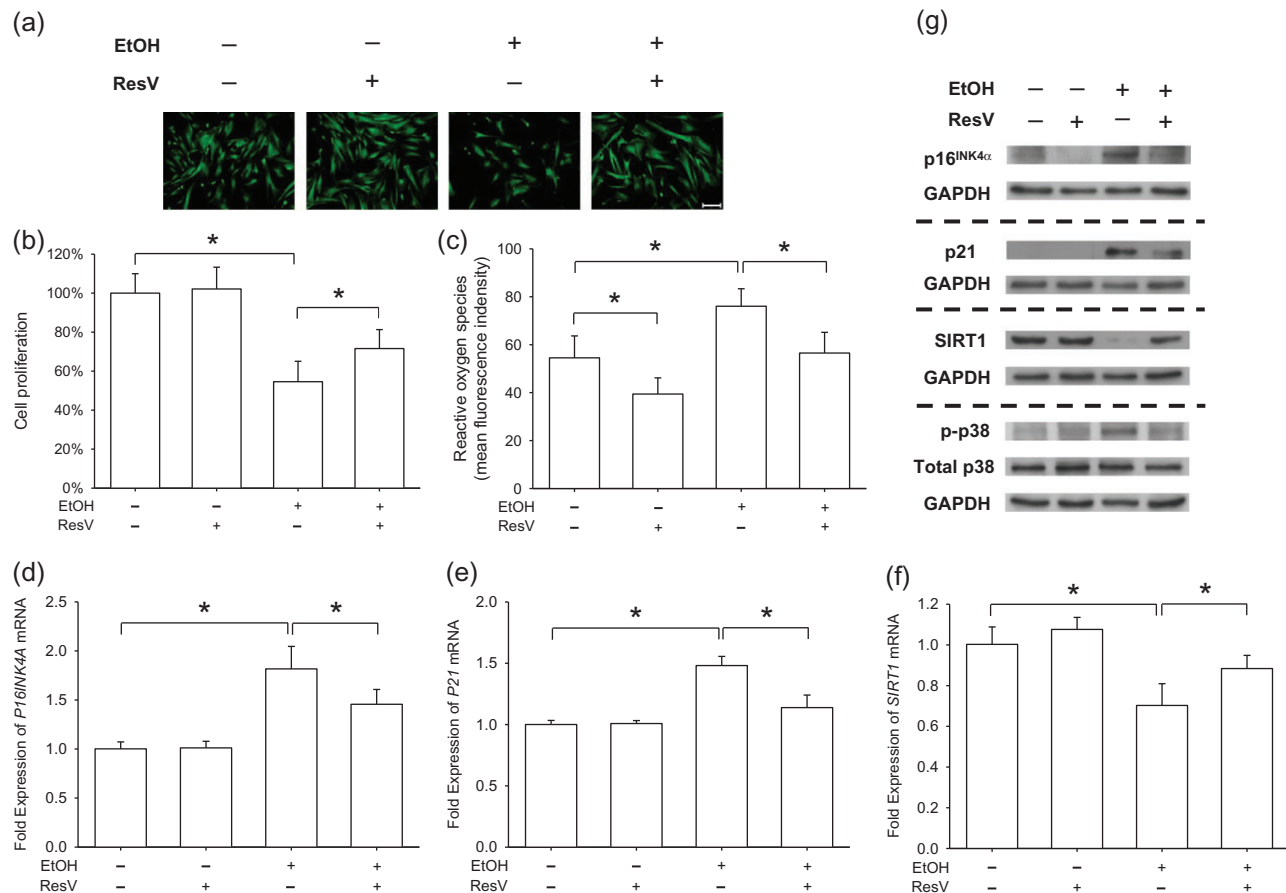 (a)
EtOH – – + +
ResV – + – +
(b)
*
*
Cell proliferation
120%
100%
80%
60%
40%
20%
0%
EtOH – – + +
ResV – + – +
(c)
*
*
*
Reactive oxygen species
(mean fluorescence indensity)
100
80
60
40
20
0
EtOH – – + +
ResV – + – +
(d)
*
*
Fold Expression of P16INK4A mRNA
2.5
2.0
1.5
1.0
0.5
0.0
EtOH – – + +
ResV – + – +
(e)
*
*
Fold Expression of P21 mRNA
2.0
1.5
1.0
0.5
0.0
EtOH – – + +
ResV – + – +
(f)
*
*
Fold Expression of SIRT1 mRNA
1.2
1.0
0.8
0.6
0.4
0.2
0.0
EtOH – – + +
ResV – + – +
(g)
EtOH – – + +
ResV – + – +
p16INK4α
GAPDH
p21
GAPDH
SIRT1
GAPDH
p-p38
Total p38
GAPDH